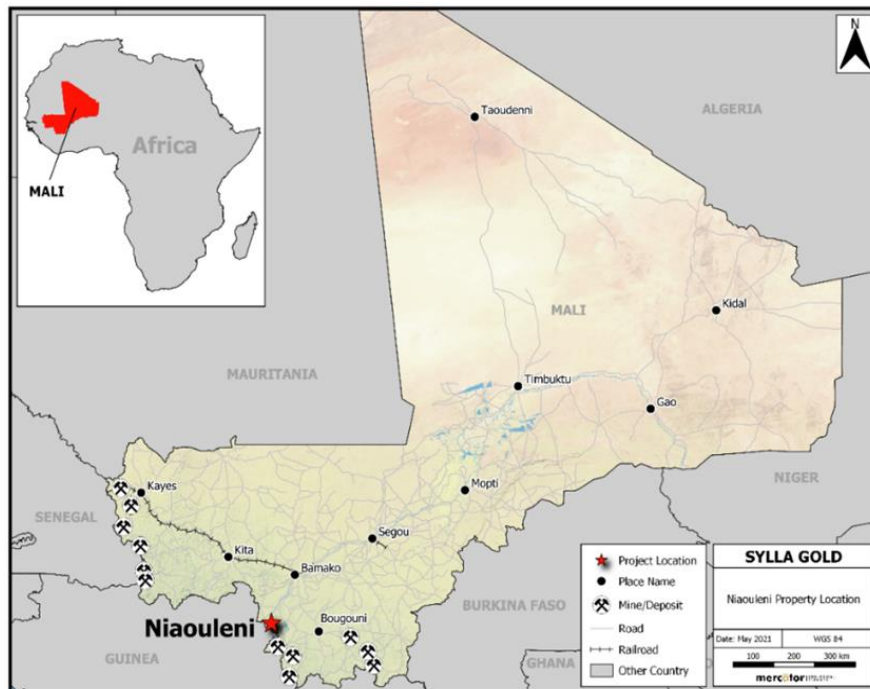 Africa
MALI
N
Taoudenni
ALGERIA
Kidal
MALI
MAURITANIA
Timbuktu
Gao
NIGER
Kayes
Mopti
SENEGAL
Segou
Kita
Bamako
Niaouleni
Bougouni
BURKINA FASO
GUINEA
GHANA
Project Location
Place Name
Mine/Deposit
Road
Railroad
Other Country
SYLLA GOLD
Niaouleni Property Location
Date: May 2021
WGS 84
100 200 300 km
mercator